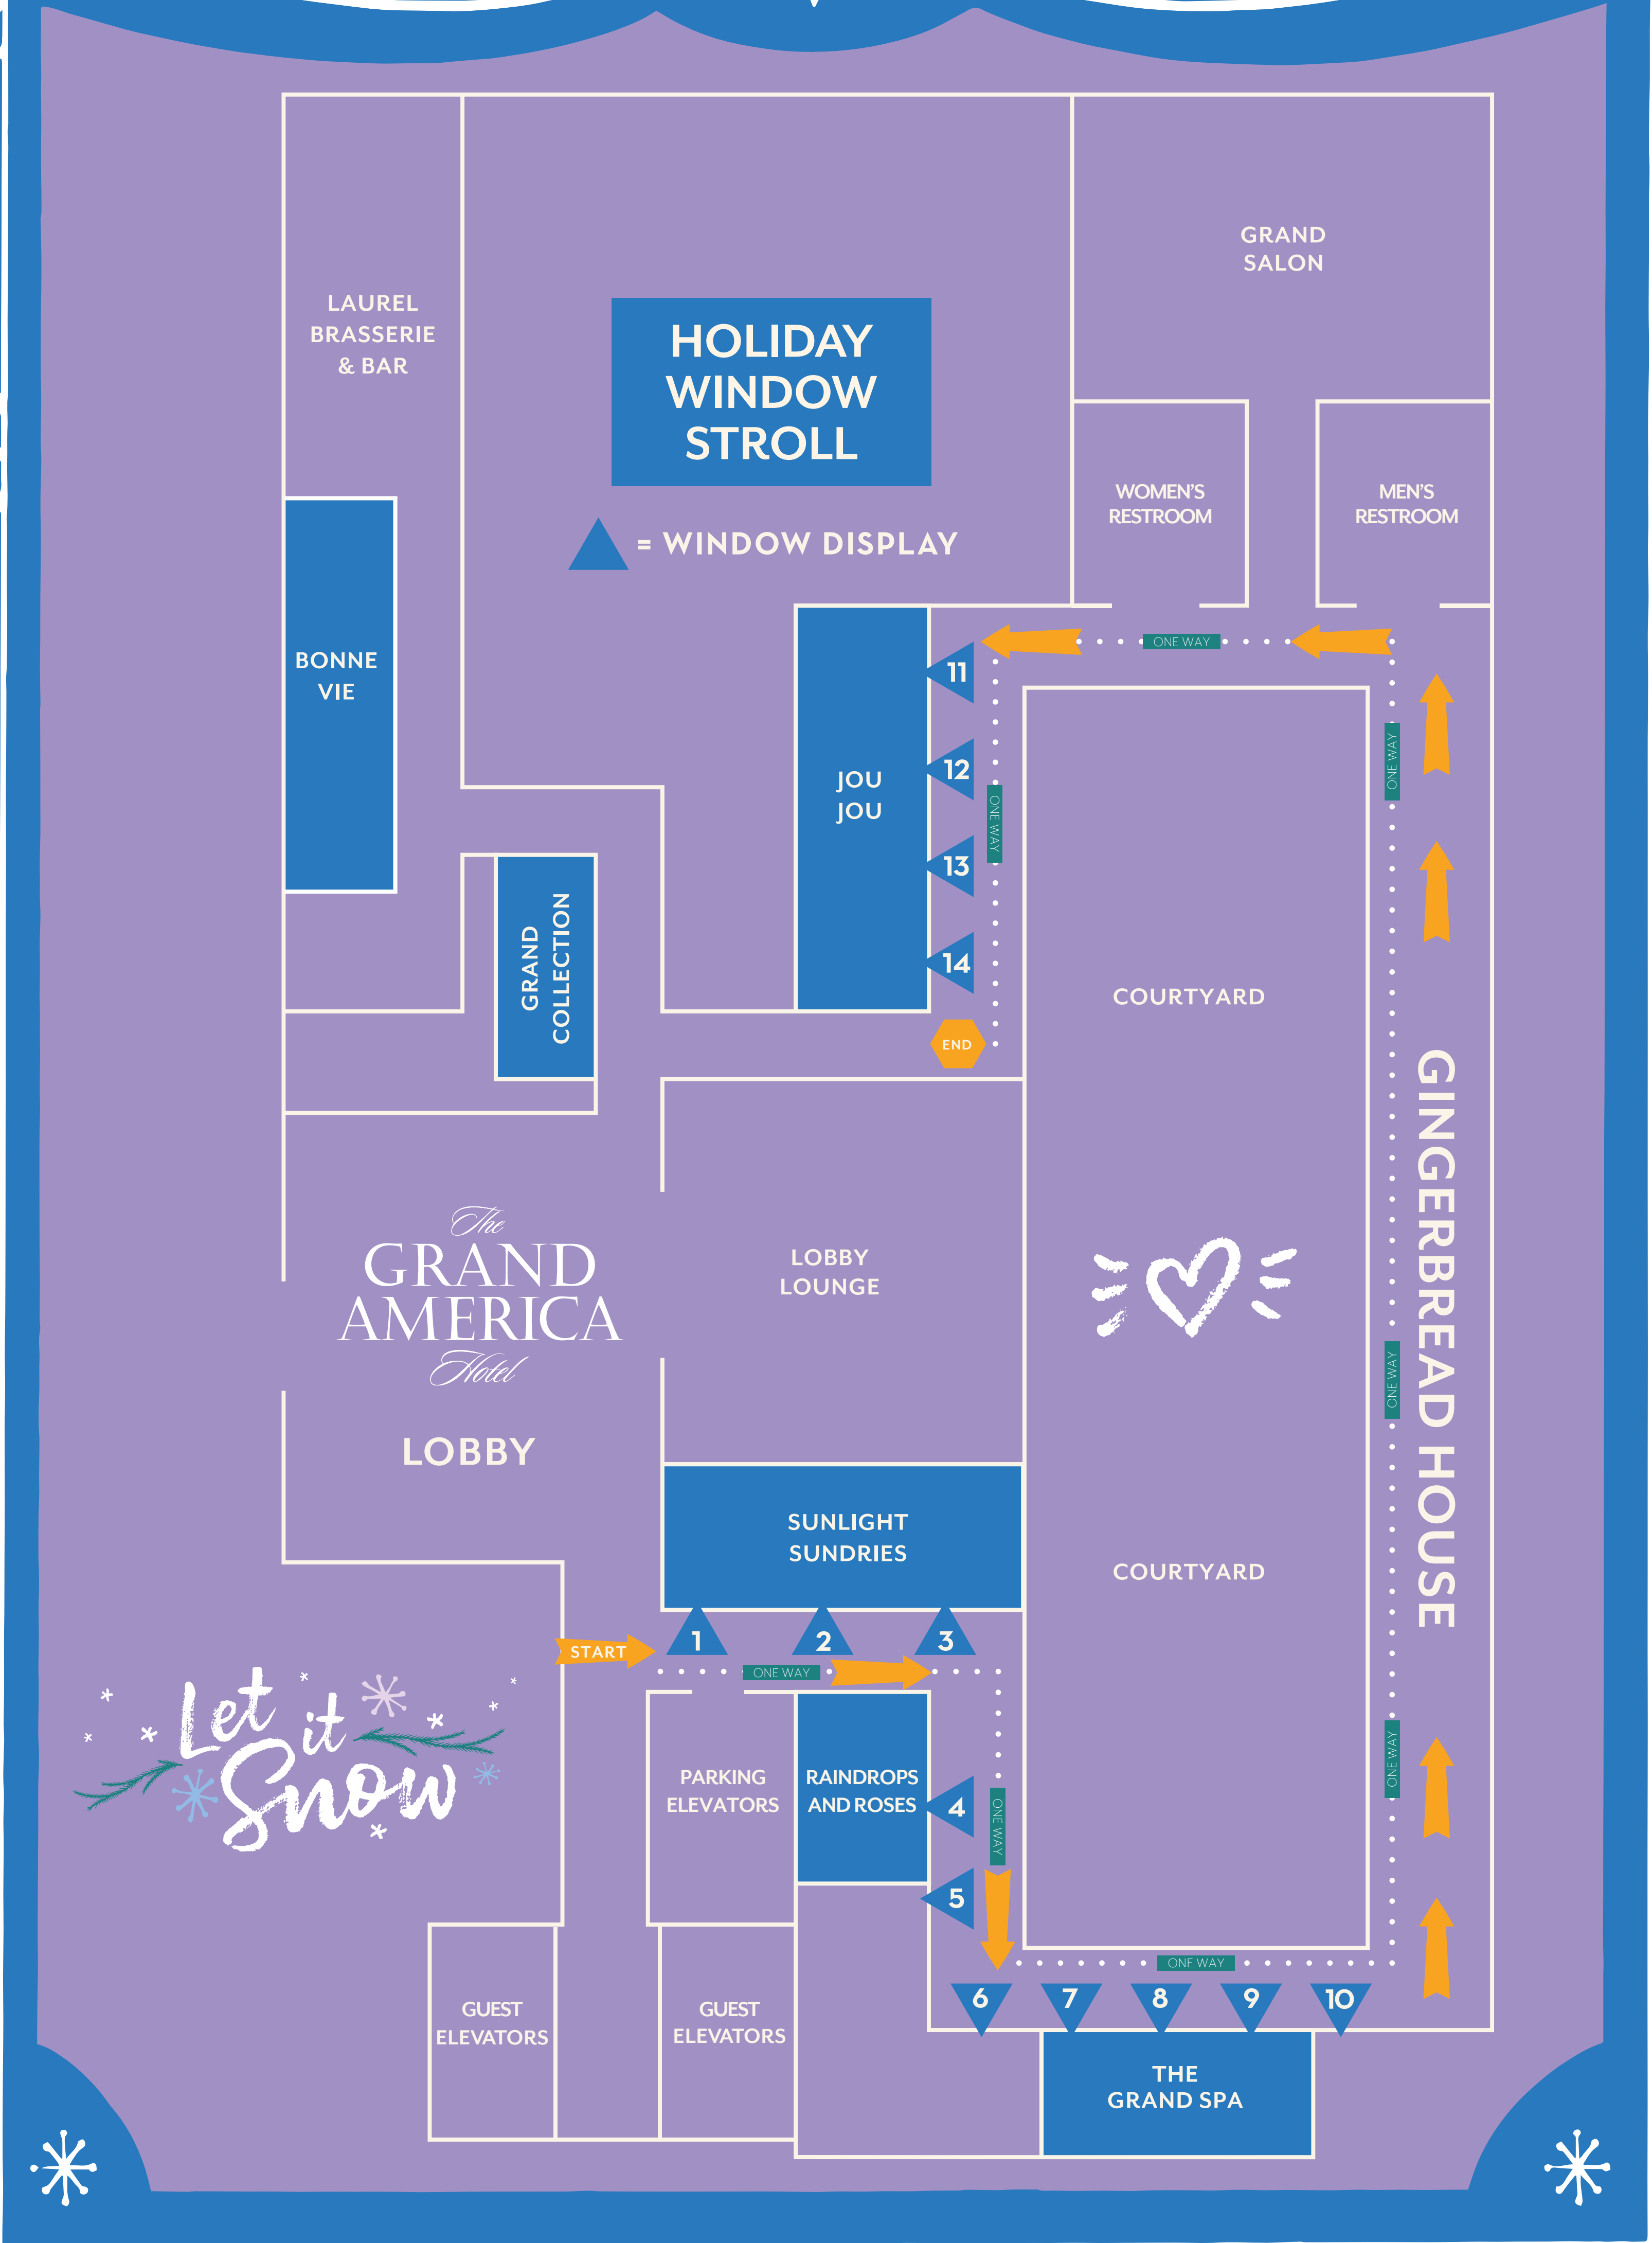 GRAND
SALON
LAUREL
BRASSERIE
& BAR
HOLIDAY
WINDOW
STROLL
= WINDOW DISPLAY
WOMEN'S
RESTROOM
MEN'S
RESTROOM
BONNE
VIE
ONE WAY
11
12
13
14
JOU
JOU
ONE WAY
ONE WAY
GRAND
COLLECTION
END
COURTYARD
GINGERBREAD HOUSE
The
GRAND
AMERICA
Hotel
LOBBY
LOBBY
LOUNGE
ONE WAY
SUNLIGHT
SUNDRIES
COURTYARD
START
1
2
3
ONE WAY
Let it
Snow
PARKING
ELEVATORS
RAINDROPS
AND ROSES
4
5
ONE WAY
ONE WAY
ONE WAY
6
7
8
9
10
GUEST
ELEVATORS
GUEST
ELEVATORS
THE
GRAND SPA